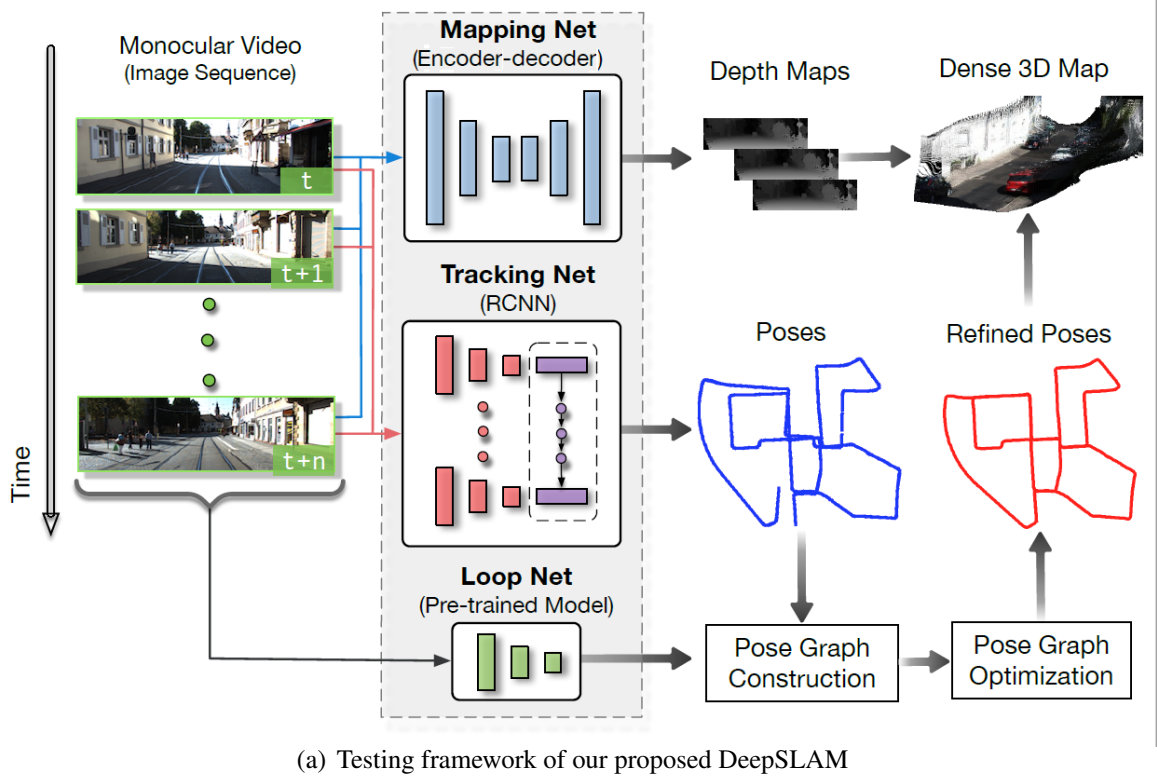 Monocular Video
(Image Sequence)
t
t+1
t+n
Time
Mapping Net
(Encoder-decoder)
Tracking Net
(RCNN)
Loop Net
(Pre-trained Model)
Depth Maps
Dense 3D Map
Poses
Refined Poses
Pose Graph
Construction
Pose Graph
Optimization
(a) Testing framework of our proposed DeepSLAM